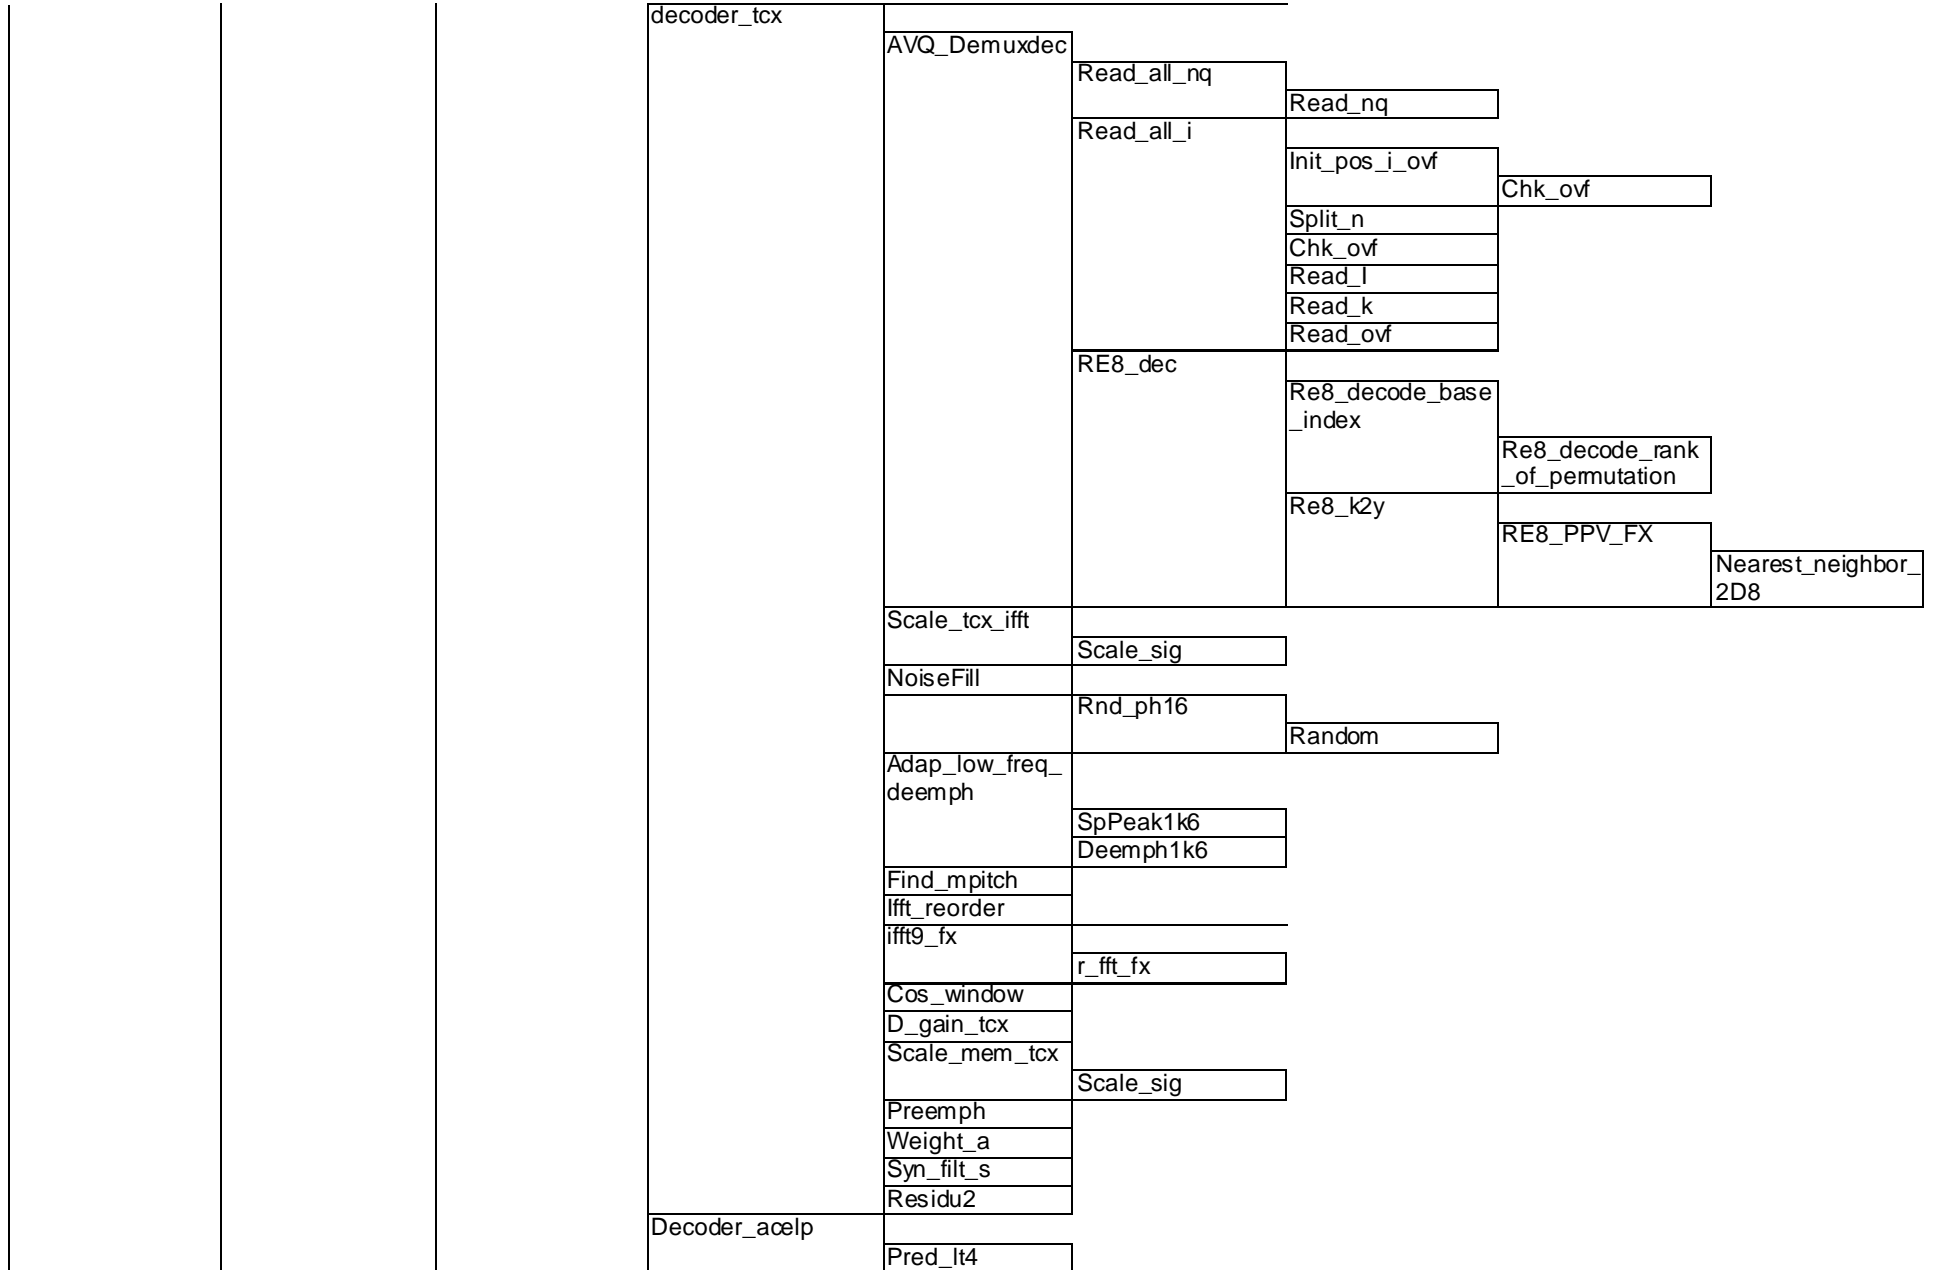 decoder_tcx
AVQ_Demuxdec
Read_all_nq
Read_nq
Read_all_i
Init_pos_i_ovf
Chk_ovf
Split_n
Chk_ovf
Read_I
Read_k
Read_ovf
RE8_dec
Re8_decode_base
_index
Re8_decode_rank
_of_permutation
Re8_k2y
RE8_PPV_FX
Nearest_neighbor_
2D8
Scale_tcx_ifft
Scale_sig
NoiseFill
Rnd_ph16
Random
Adap_low_freq_
deemph
SpPeak1k6
Deemph1k6
Find_mpitch
Ifft_reorder
ifft9_fx
r_fft_fx
Cos_window
D_gain_tcx
Scale_mem_tcx
Scale_sig
Preemph
Weight_a
Syn_filt_s
Residu2
Decoder_acelp
Pred_lt4